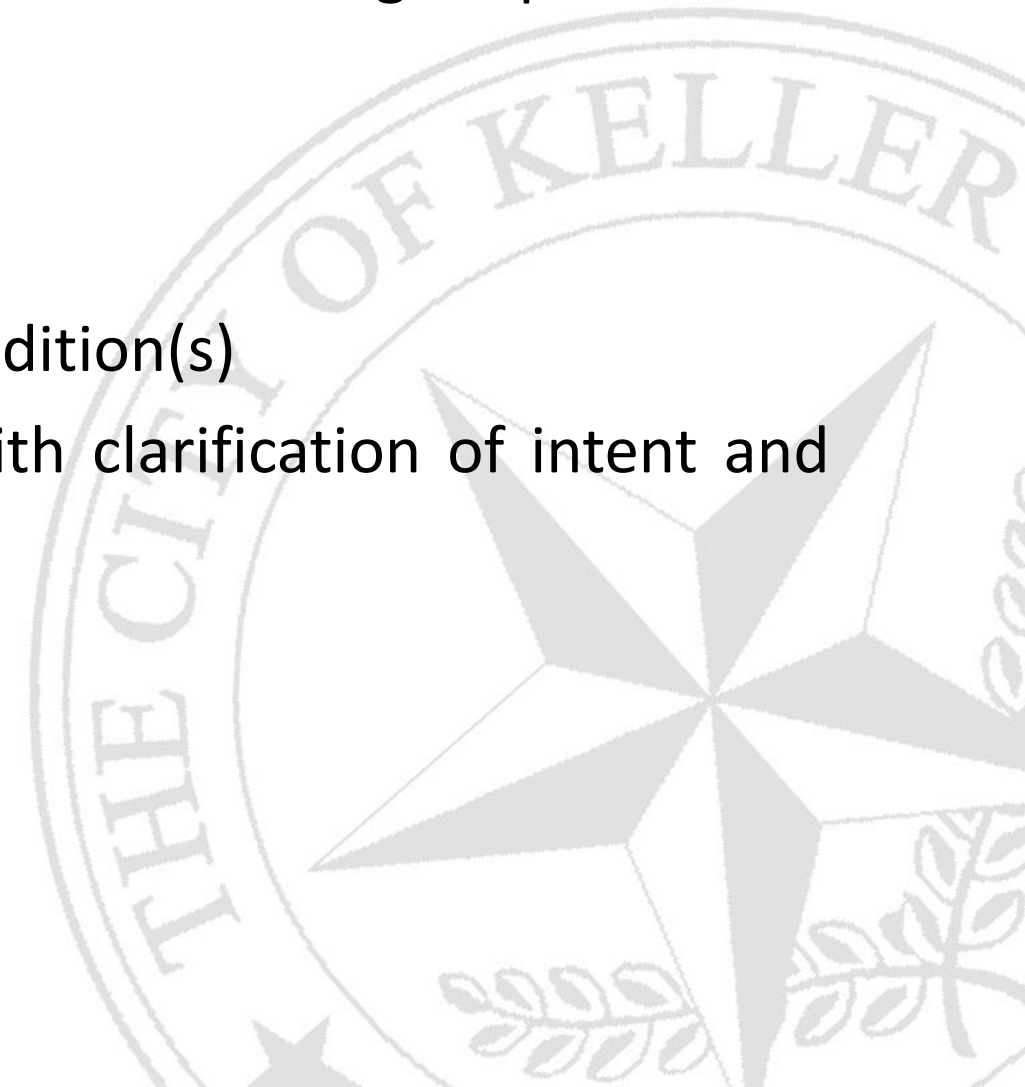 THE CITY OF KELLER
dition(s)
ith clarification of intent and